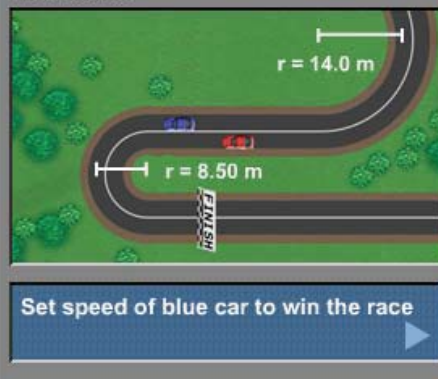 r = 14.0 m
r = 8.50 m
FINISH
Set speed of blue car to win the race